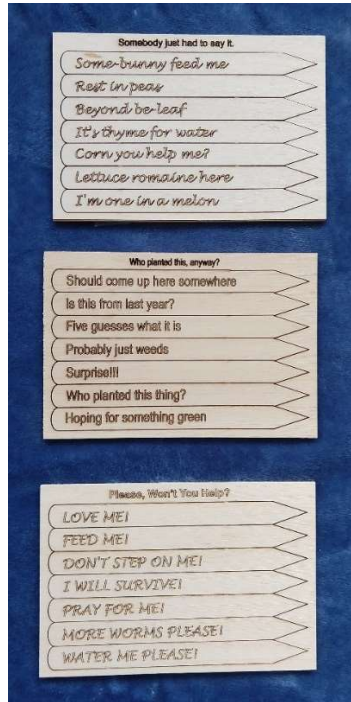 Somebody just had to say it.
Some-bunny feed me
Rest in peas
Beyond be-leaf
It's thyme for water
Corn you help me?
Lettuce romaine here
I'm one in a melon
Who planted this, anyway?
Should come up here somewhere
Is this from last year?
Five guesses what it is
Probably just weeds
Surprise!!!
Who planted this thing?
Hoping for something green
Please, Won't You Help?
LOVE ME!
FEED ME!
DON'T STEP ON ME!
I WILL SURVIVE!
PRAY FOR ME!
MORE WORMS PLEASE!
WATER ME PLEASE!